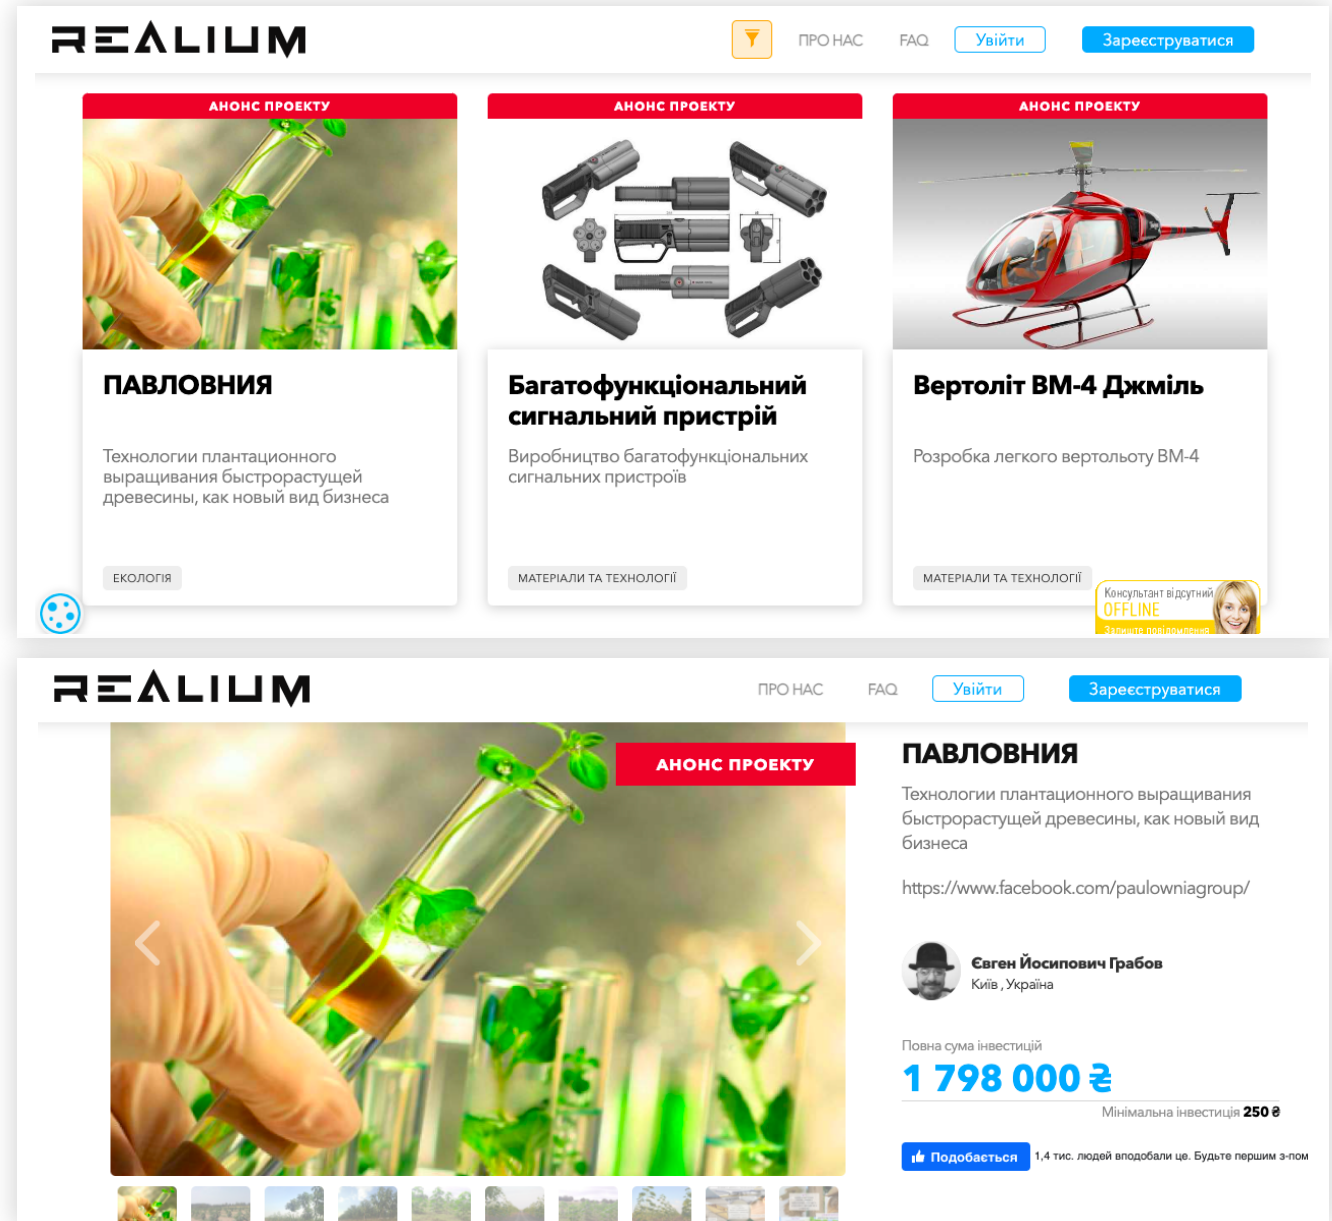 REALIUM
ПРО НАС
FAQ
Увійти
Зареєструватися
АНОНС ПРОЕКТУ
ПАВЛОВНИЯ
Технологии плантационного
выращивания быстрорастущей
древесины, как новый вид бизнеса
ЕКОЛОГІЯ
АНОНС ПРОЕКТУ
Багатофункціональний
сигнальний пристрій
Виробництво багатофункціональних
сигнальних пристроїв
МАТЕРІАЛИ ТА ТЕХНОЛОГІЇ
АНОНС ПРОЕКТУ
Вертоліт ВМ-4 Джміль
Розробка легкого вертольоту ВМ-4
МАТЕРІАЛИ ТА ТЕХНОЛОГІЇ
Консультант відсутний
OFFLINE
Залиште повідомлення
REALIUM
ПРО НАС
FAQ
Увійти
Зареєструватися
АНОНС ПРОЕКТУ
ПАВЛОВНИЯ
Технологии плантационного выращивания
быстрорастущей древесины, как новый вид
бизнеса
https://www.facebook.com/paulowniagroup/
Євген Йосипович Грабов
Київ , Україна
Повна сума інвестицій
1 798 000 ₴
Мінімальна інвестиція 250 ₴
Подобається
1,4 тис. людей вподобали це. Будьте першим з-пом